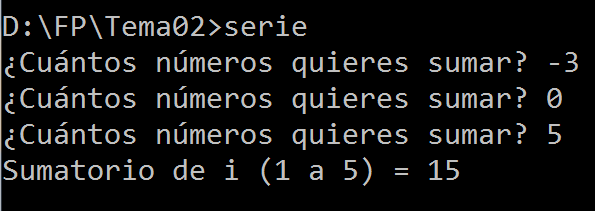 D:\FP\Tema02>serie
¿Cuántos números quieres sumar? -3
¿Cuántos números quieres sumar? 0
¿Cuántos números quieres sumar? 5
Sumatorio de i (1 a 5) = 15